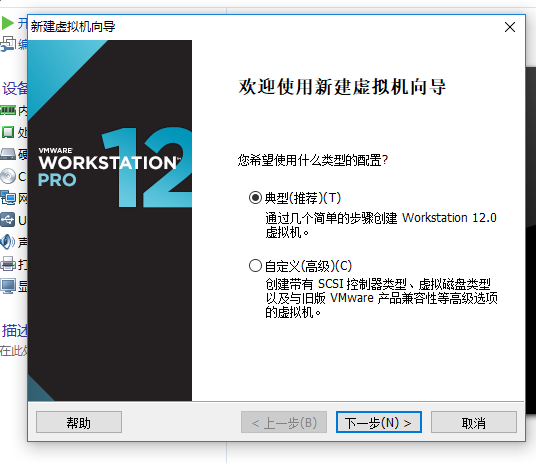 新建虚拟机向导
开
编
设备
内
处
硬
C
网
U
声
打
显
描述
在此处
VMWARE
WORKSTATION™
PRO 12
欢迎使用新建虚拟机向导
您希望使用什么类型的配置?
典型(推荐)(T)
通过几个简单的步骤创建 Workstation 12.0
虚拟机。
自定义(高级)(C)
创建带有 SCSI 控制器类型、虚拟磁盘类型
以及与旧版 VMware 产品兼容性等高级选项
的虚拟机。
帮助
< 上一步(B)
下一步(N) >
取消